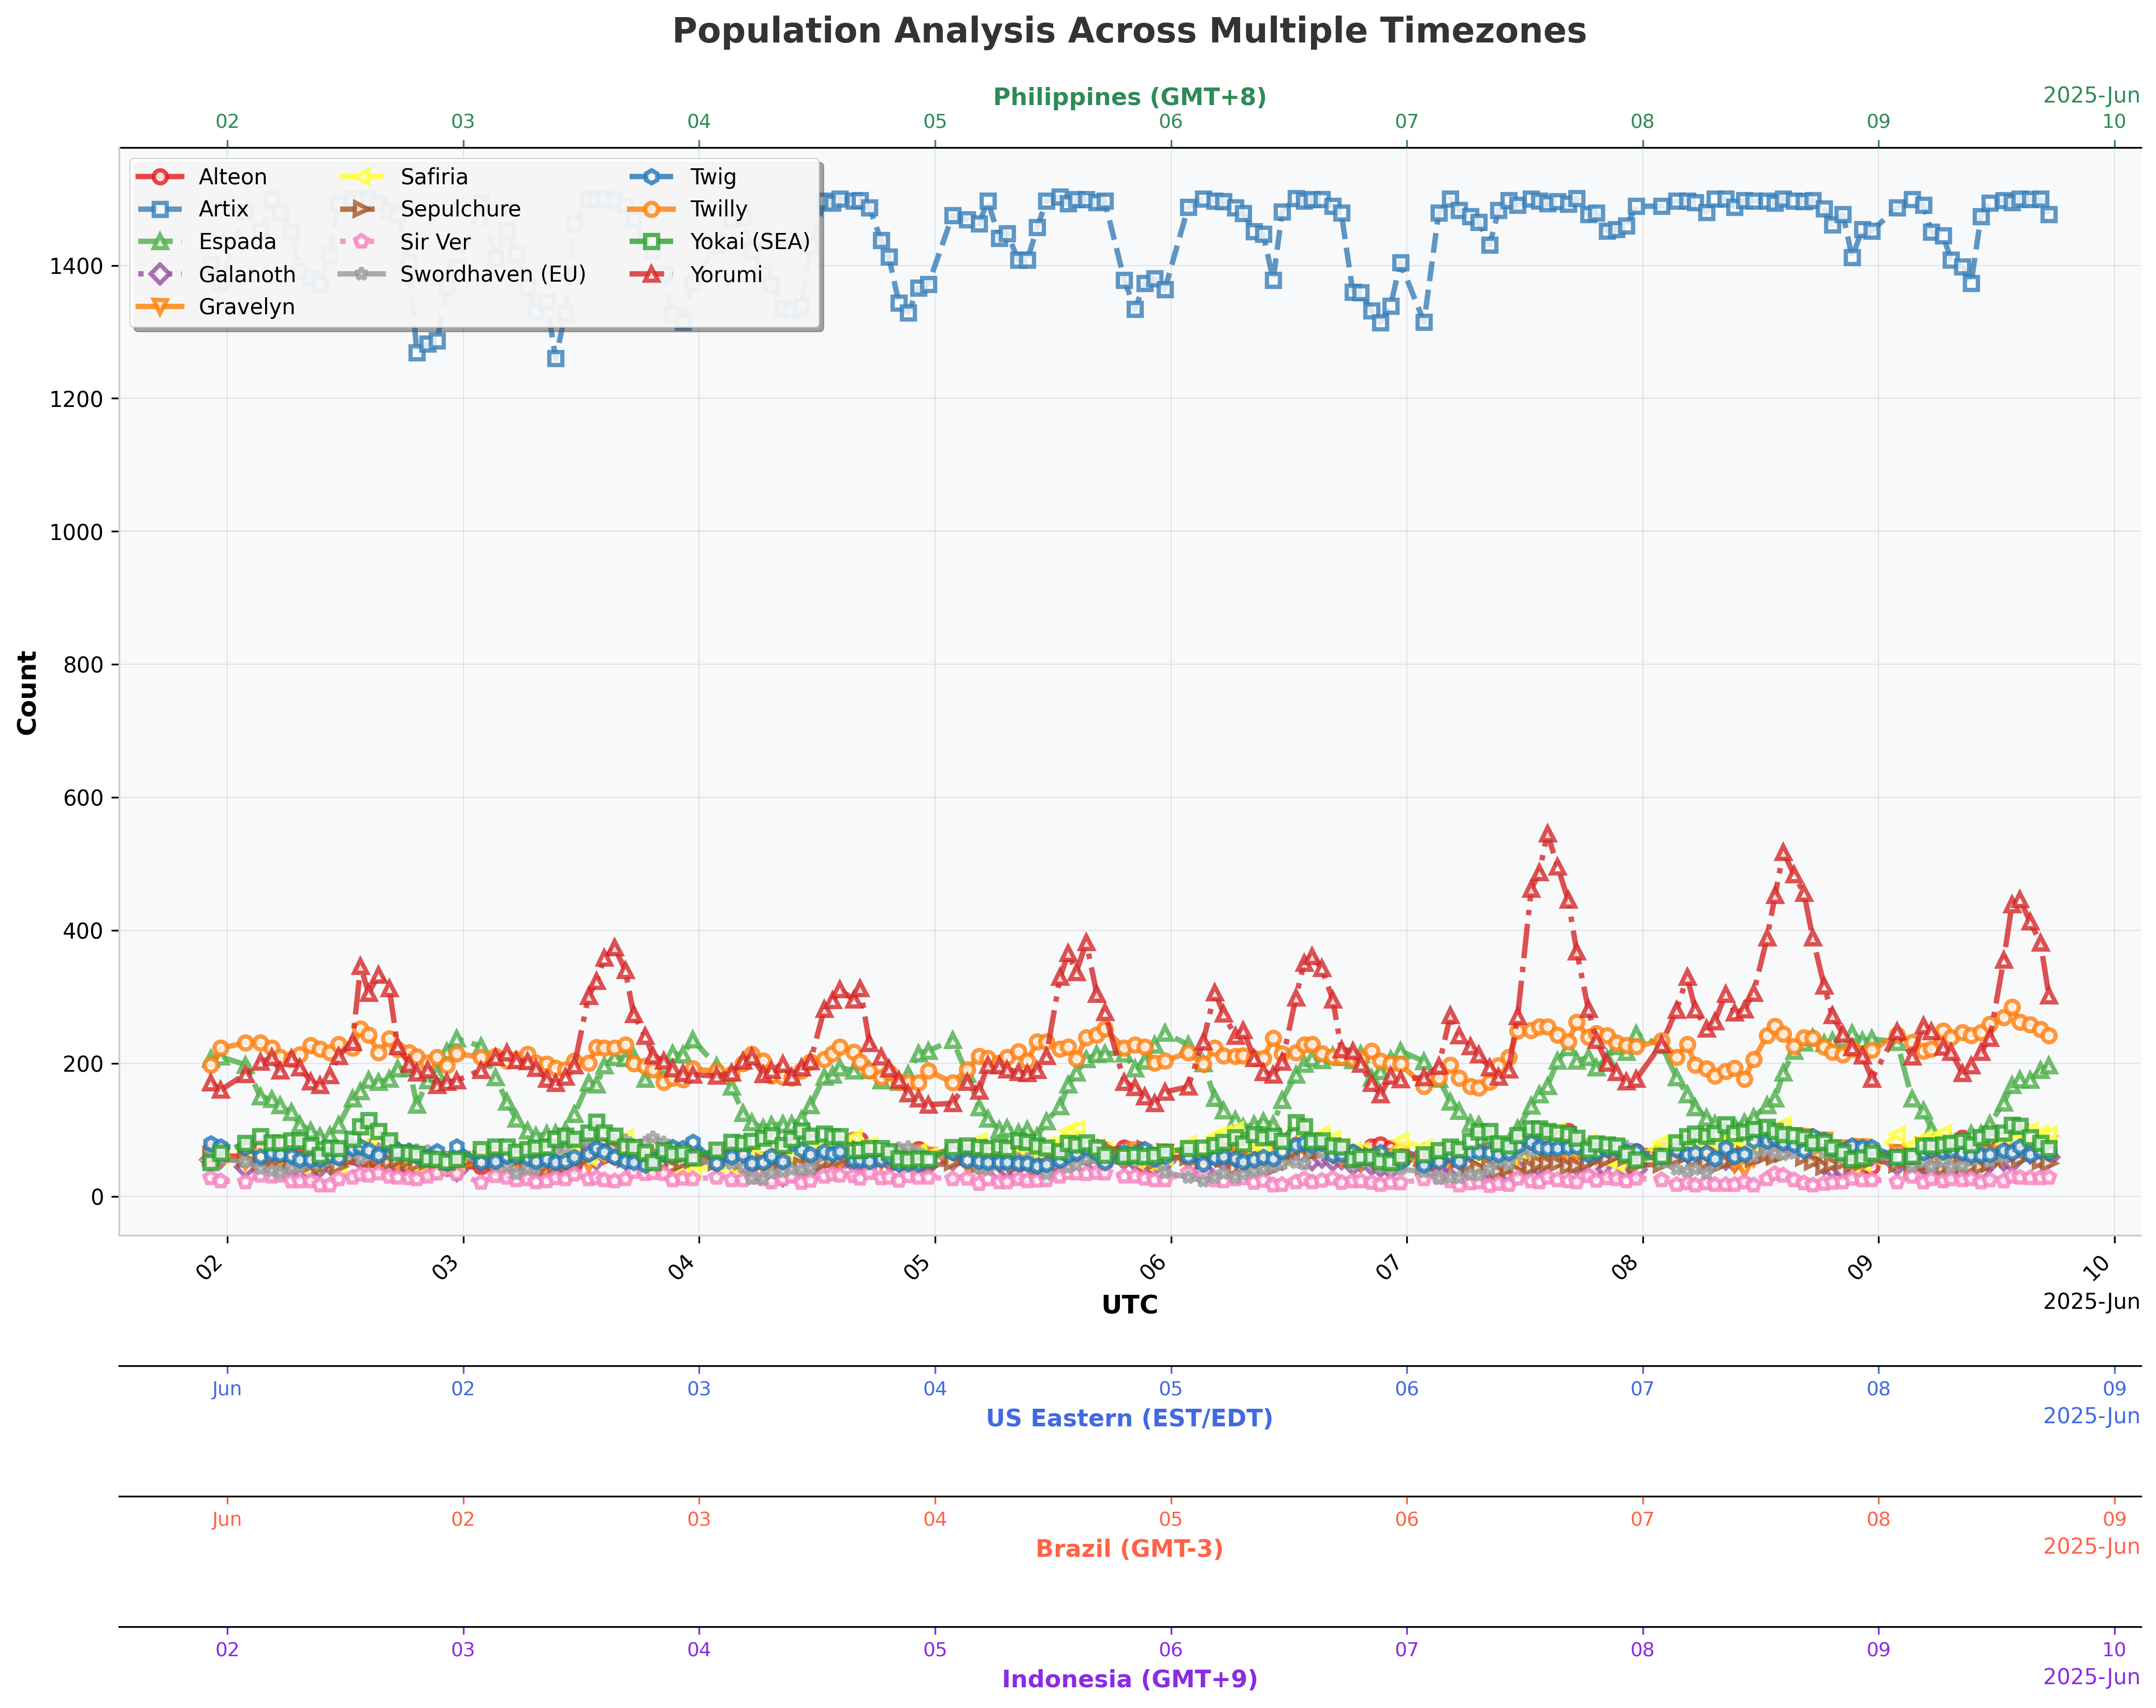 Population Analysis Across Multiple Timezones
Philippines (GMT+8)
2025-Jun
02 03 04 05 06 07 08 09 10
Alteon Safiria Twig
Artix Sepulchure Twilly
Espada Sir Ver Yokai (SEA)
Galanoth Swordhaven (EU) Yorumi
Gravelyn
1400
1200
1000
800
600
400
200
0
Count
02 03 04 05 06 07 08 09 10
UTC
2025-Jun
Jun 02 03 04 05 06 07 08 09
US Eastern (EST/EDT)
2025-Jun
Jun 02 03 04 05 06 07 08 09
Brazil (GMT-3)
2025-Jun
02 03 04 05 06 07 08 09 10
Indonesia (GMT+9)
2025-Jun